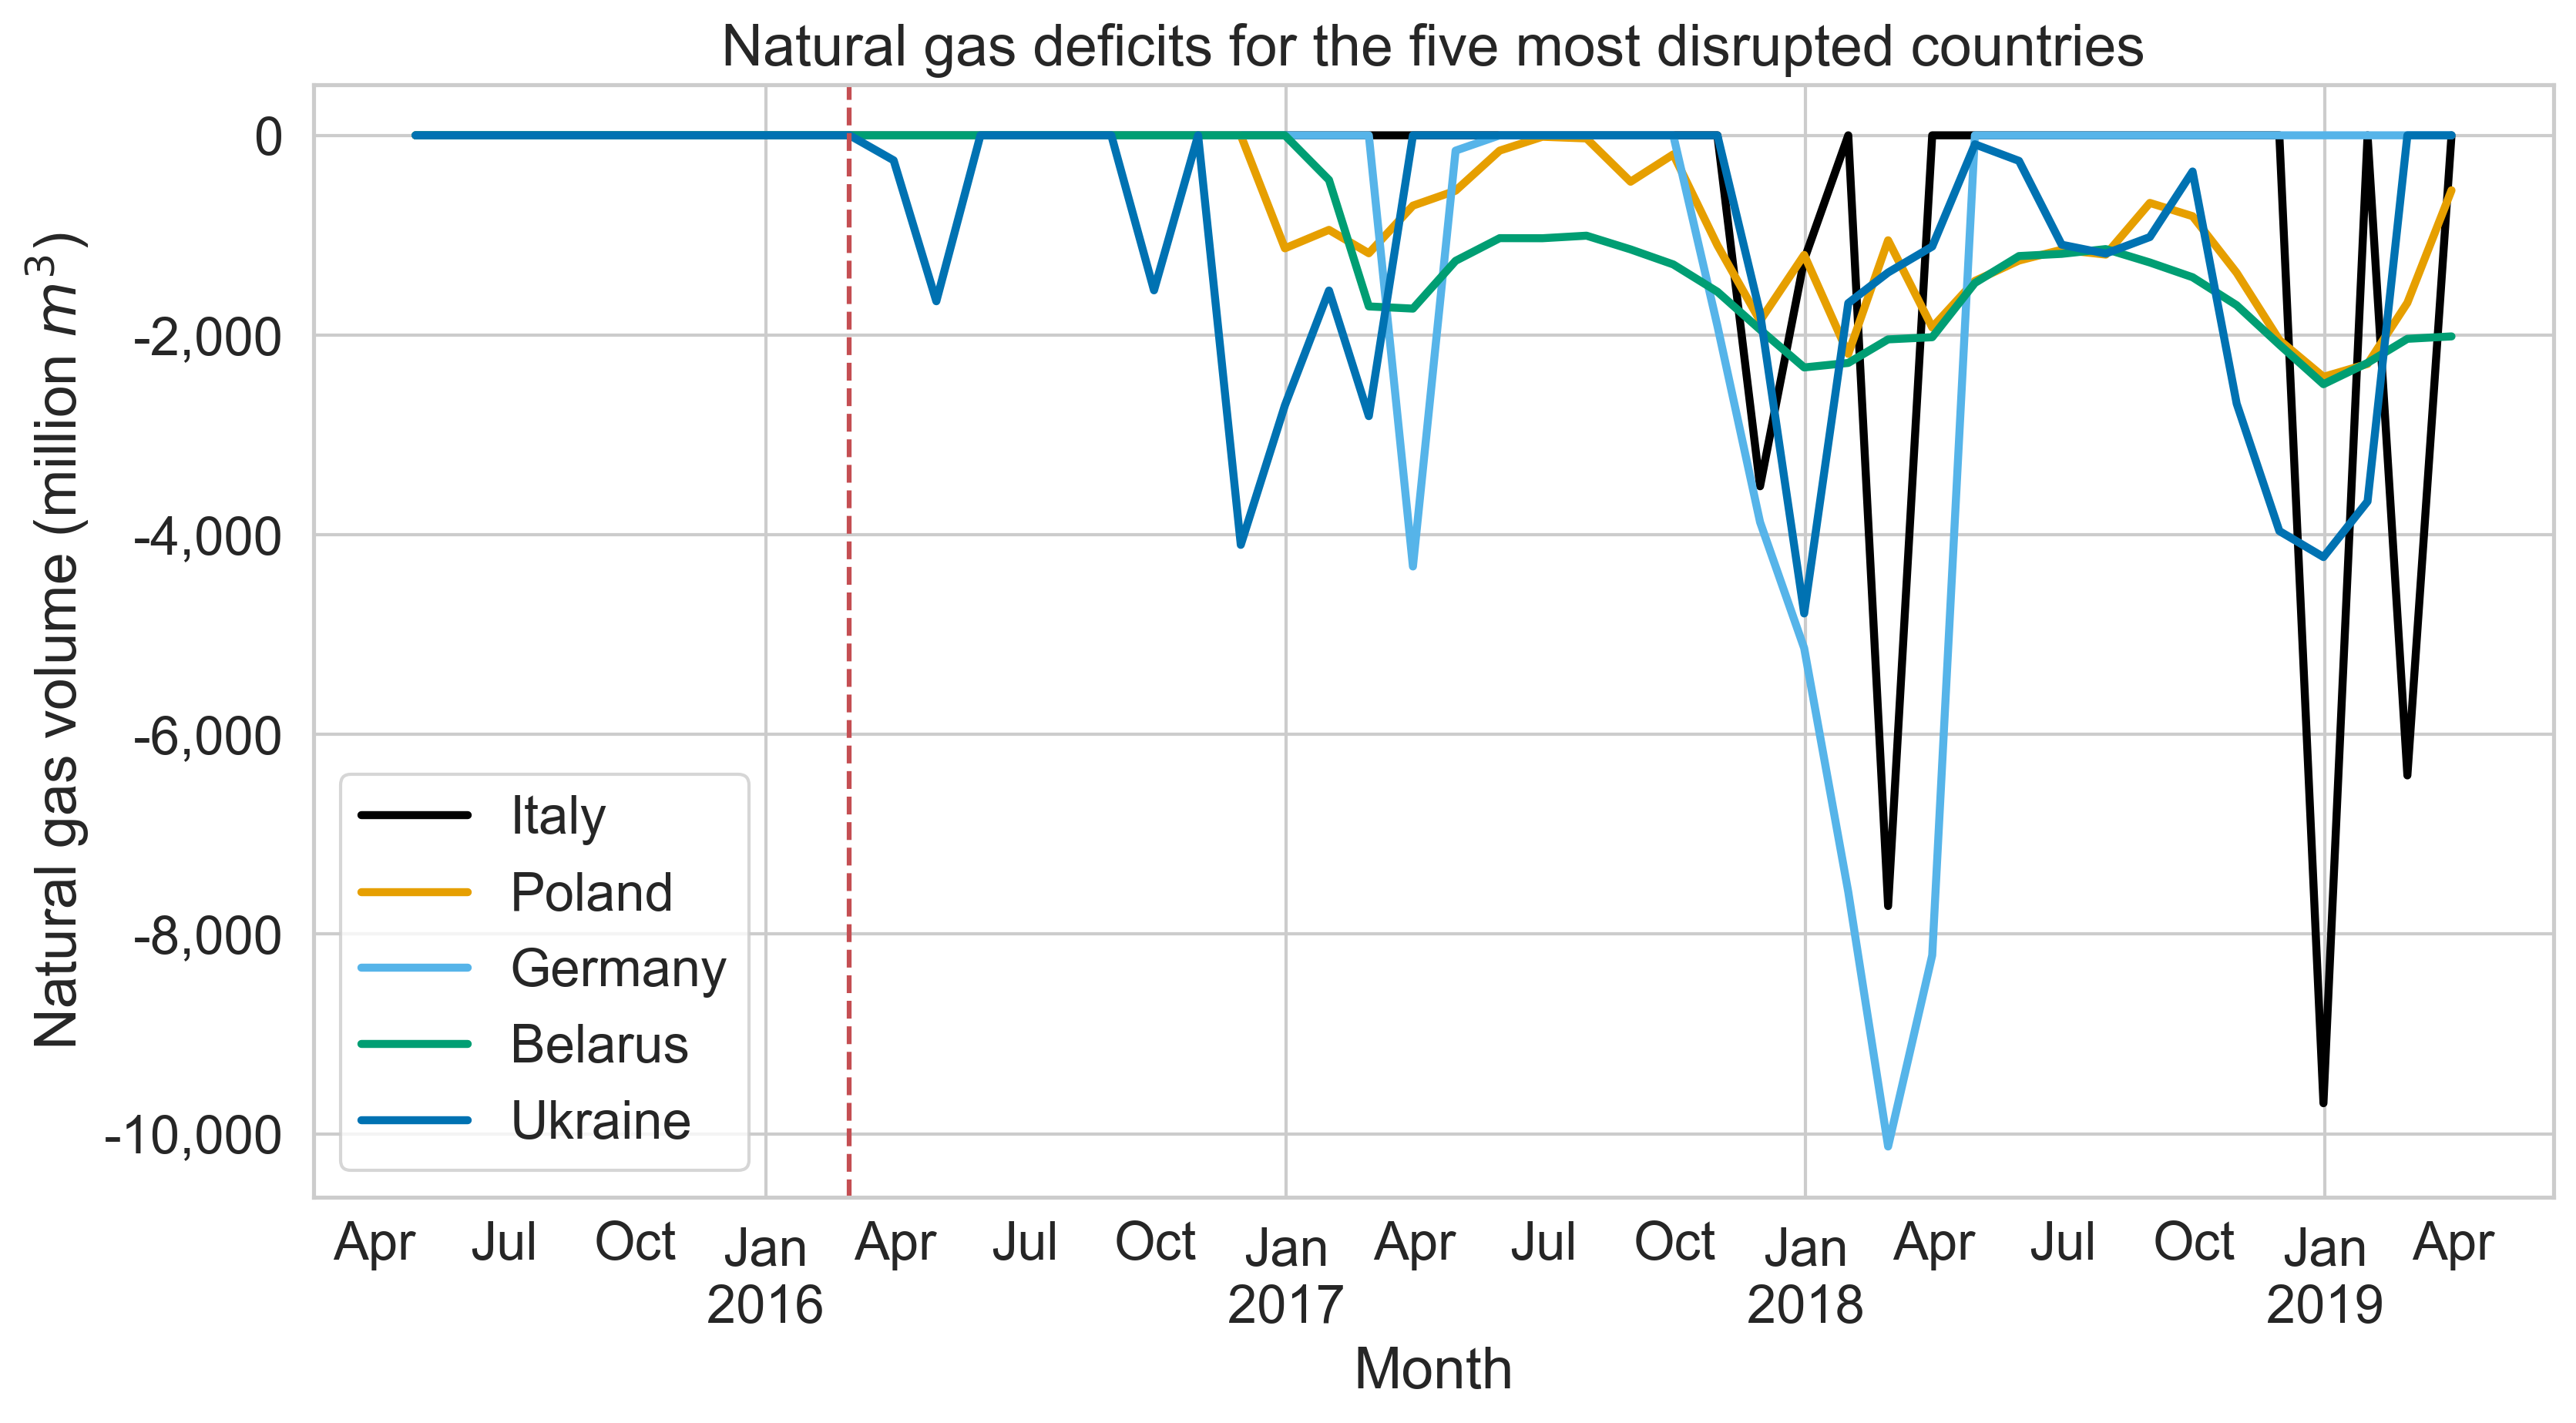 Natural gas deficits for the five most disrupted countries
Natural gas volume (million m³)
0
-2,000
-4,000
-6,000
-8,000
-10,000
Italy
Poland
Germany
Belarus
Ukraine
Apr Jul Oct Jan Apr Jul Oct Jan Apr Jul Oct Jan Apr Jul Oct Jan Apr
2016 2017 2018 2019
Month